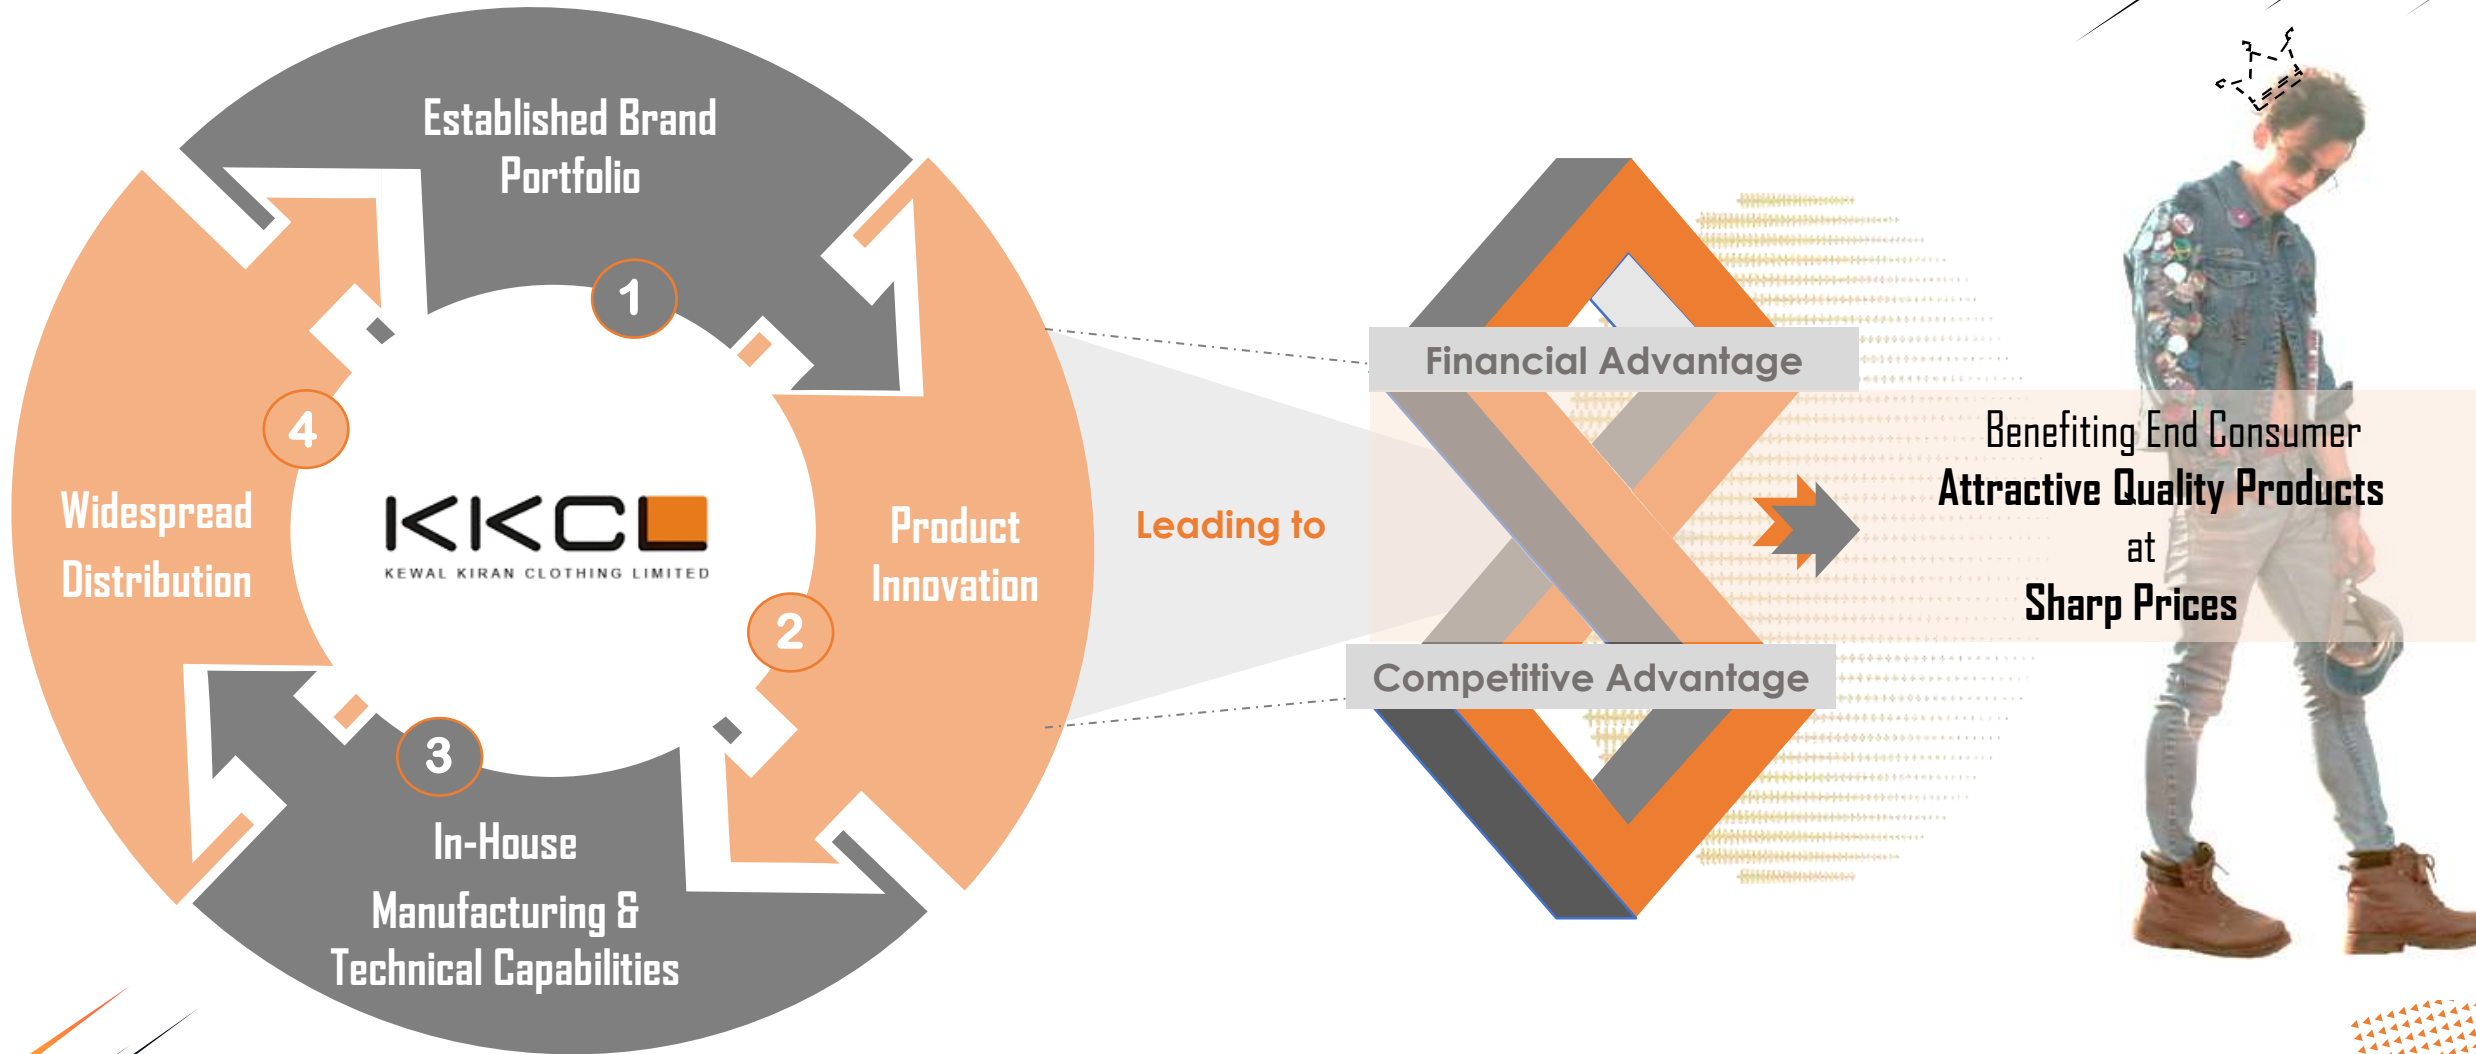 Established Brand
Portfolio
1
Product
Innovation
2
In-House
Manufacturing &
Technical Capabilities
3
Widespread
Distribution
4
KKCL
KEWAL KIRAN CLOTHING LIMITED
Leading to
Financial Advantage
Competitive Advantage
Benefiting End Consumer
Attractive Quality Products
at
Sharp Prices